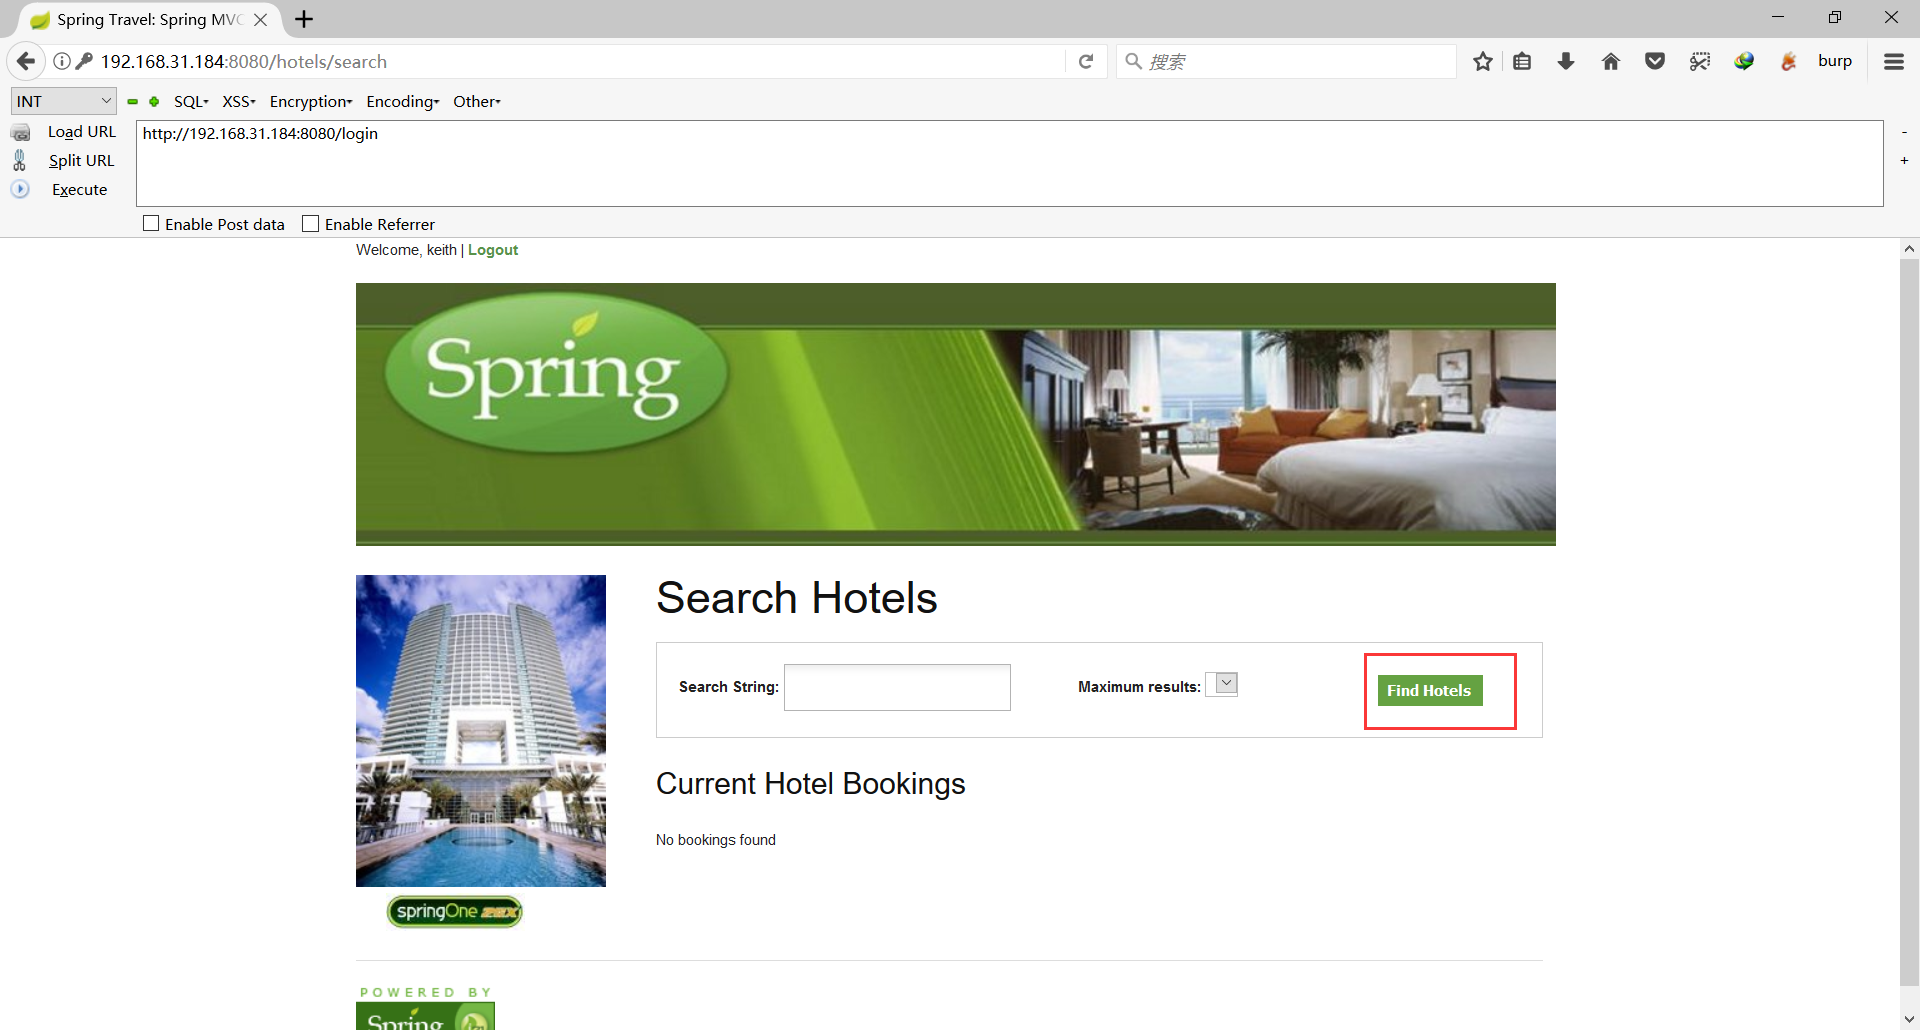 Spring Travel: Spring MVC
192.168.31.184:8080/hotels/search
搜索
burp
INT
SQL
XSS
Encryption
Encoding
Other
Load URL
http://192.168.31.184:8080/login
-
Split URL
+
Execute
Enable Post data
Enable Referrer
Welcome, keith | Logout
Spring
Search Hotels
Search String:
Maximum results:
Find Hotels
Current Hotel Bookings
No bookings found
springOne 2GX
POWERED BY
Spring